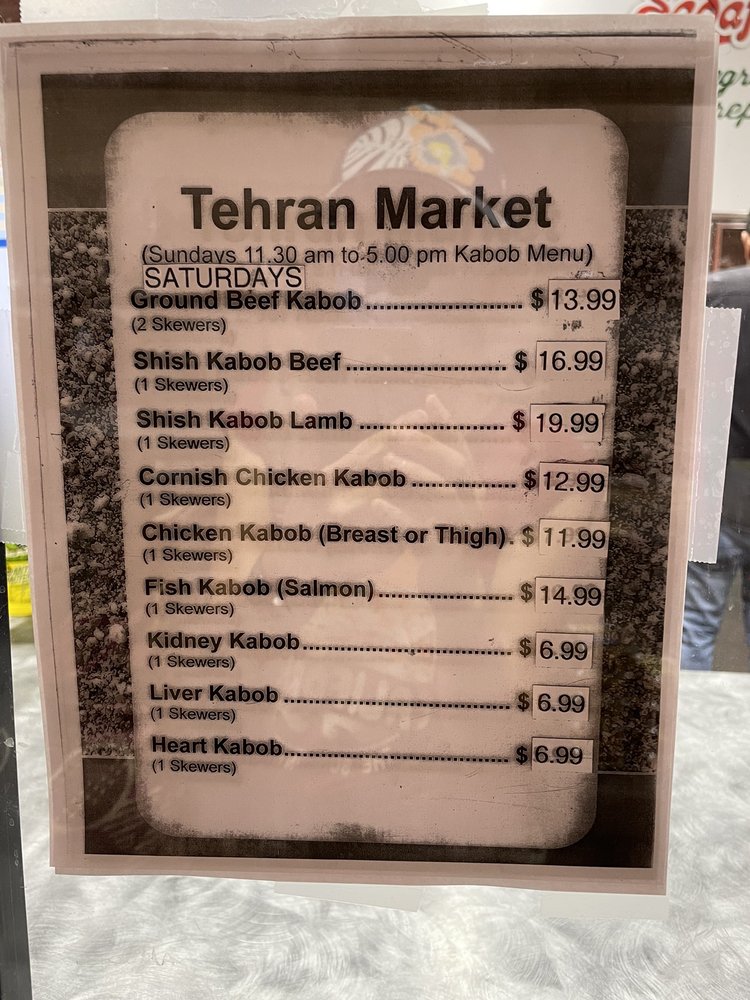 Tehran Market
(Sundays 11.30 am to 5.00 pm Kabob Menu)
SATURDAYS
Ground Beef Kabob........................... $ 13.99
(2 Skewers)
Shish Kabob Beef........................... $ 16.99
(1 Skewers)
Shish Kabob Lamb ........................ $ 19.99
(1 Skewers)
Cornish Chicken Kabob ................. $ 12.99
(1 Skewers)
Chicken Kabob (Breast or Thigh). $ 11.99
(1 Skewers)
Fish Kabob (Salmon)....................... $ 14.99
(1 Skewers)
Kidney Kabob................................... $ 6.99
(1 Skewers)
Liver Kabob ...................................... $ 6.99
(1 Skewers)
Heart Kabob...................................... $ 6.99
(1 Skewers)